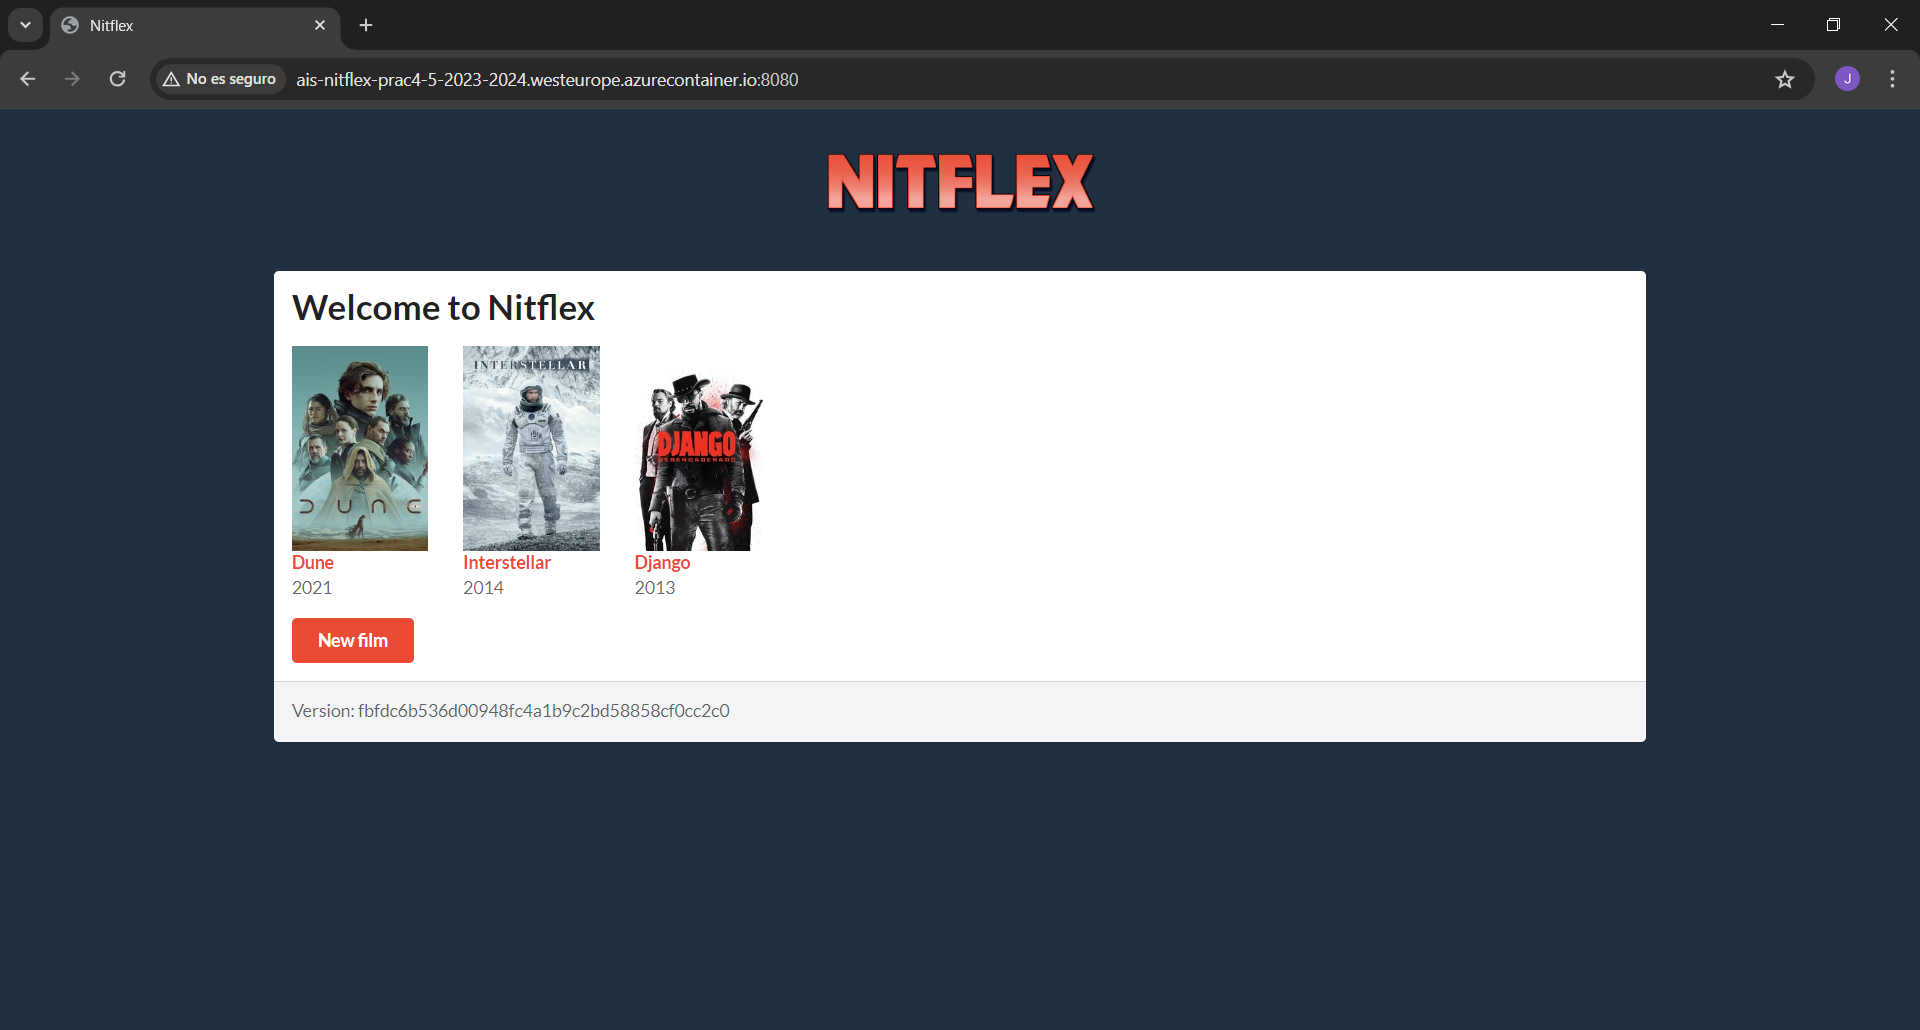 Nitflex
No es seguro
ais-nitflex-prac4-5-2023-2024.westeurope.azurecontainer.io:8080
J
NITFLEX
Welcome to Nitflex
DUNE
INTERSTELLAR
DJANGO
DESENCADENADO
Dune
Interstellar
Django
2021
2014
2013
New film
Version: fbfdc6b536d00948fc4a1b9c2bd58858cf0cc2c0